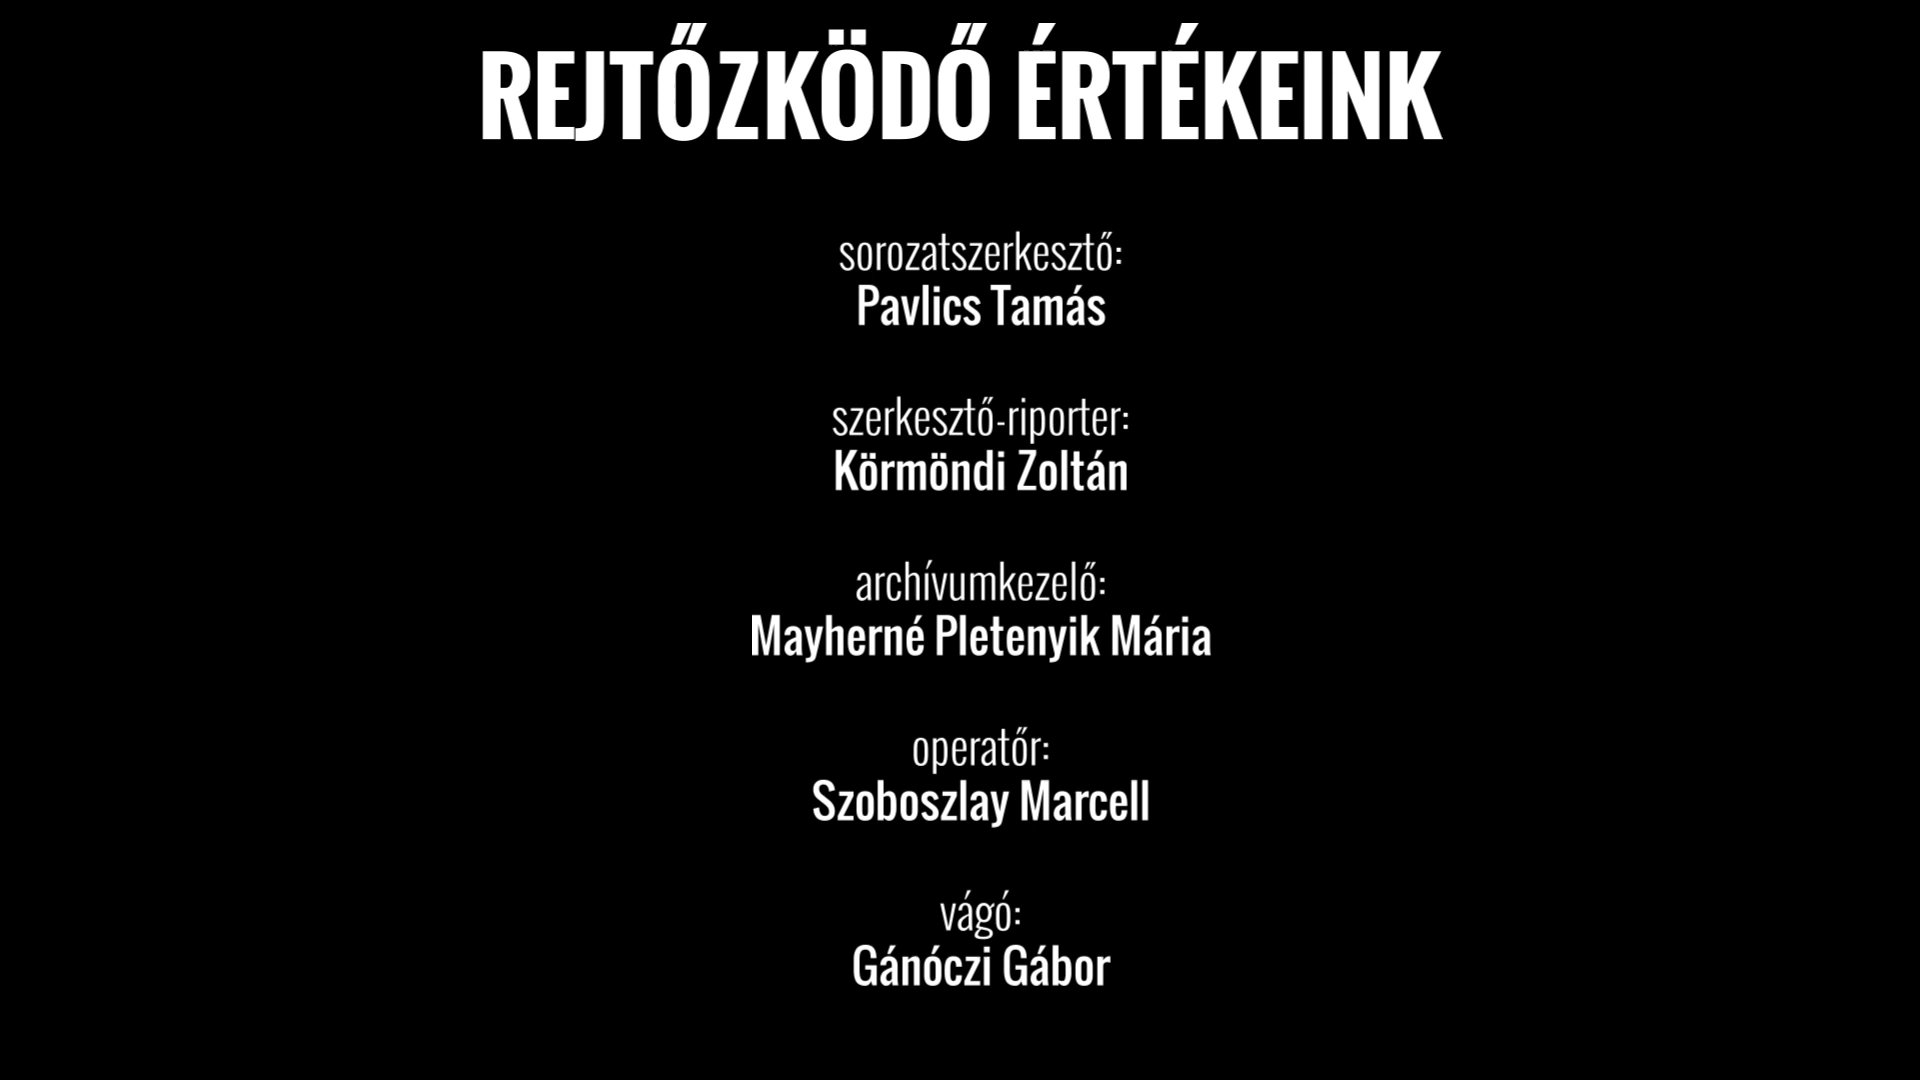 REJTŐZKÖDŐ ÉRTÉKEINK
sorozatszerkesztő:
Pavlics Tamás
szerkesztő-riporter:
Körmöndi Zoltán
archívumkezelő:
Mayherné Pletenyik Mária
operatőr:
Szoboszlay Marcell
vágó:
Gánóczi Gábor